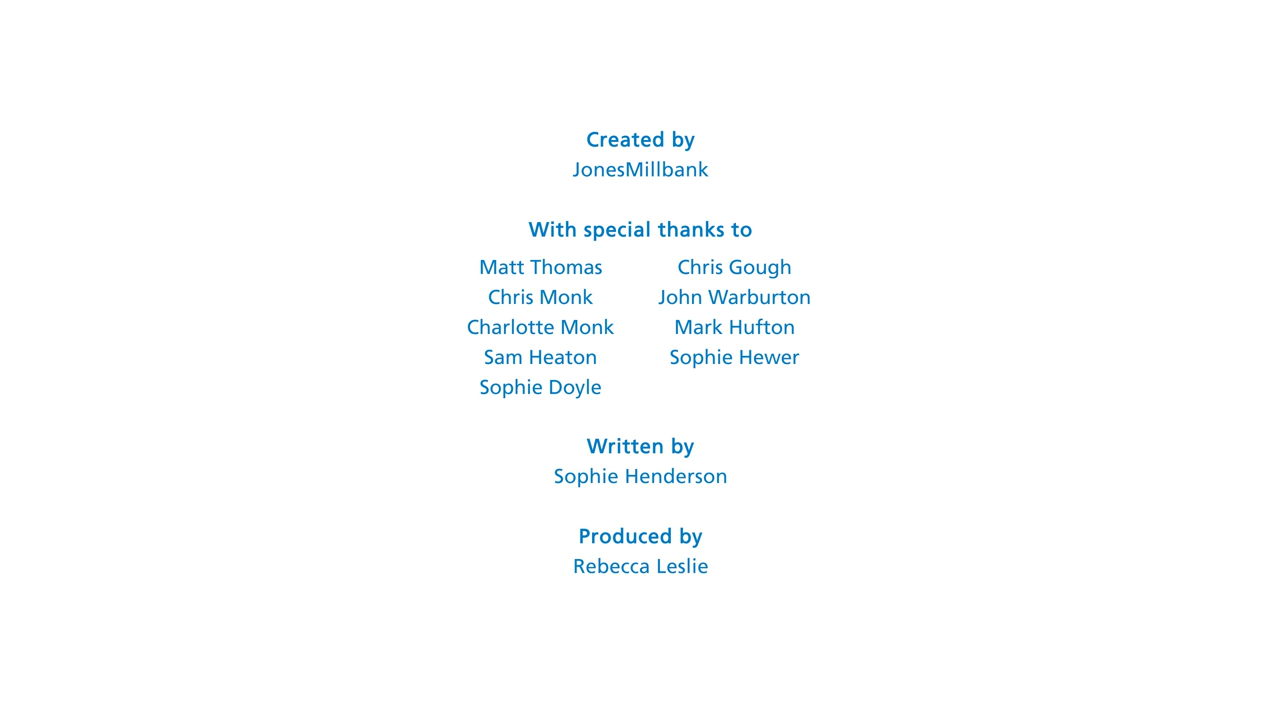 Created by
JonesMillbank
With special thanks to
Matt Thomas
Chris Monk
Charlotte Monk
Sam Heaton
Sophie Doyle
Chris Gough
John Warburton
Mark Hufton
Sophie Hewer
Written by
Sophie Henderson
Produced by
Rebecca Leslie